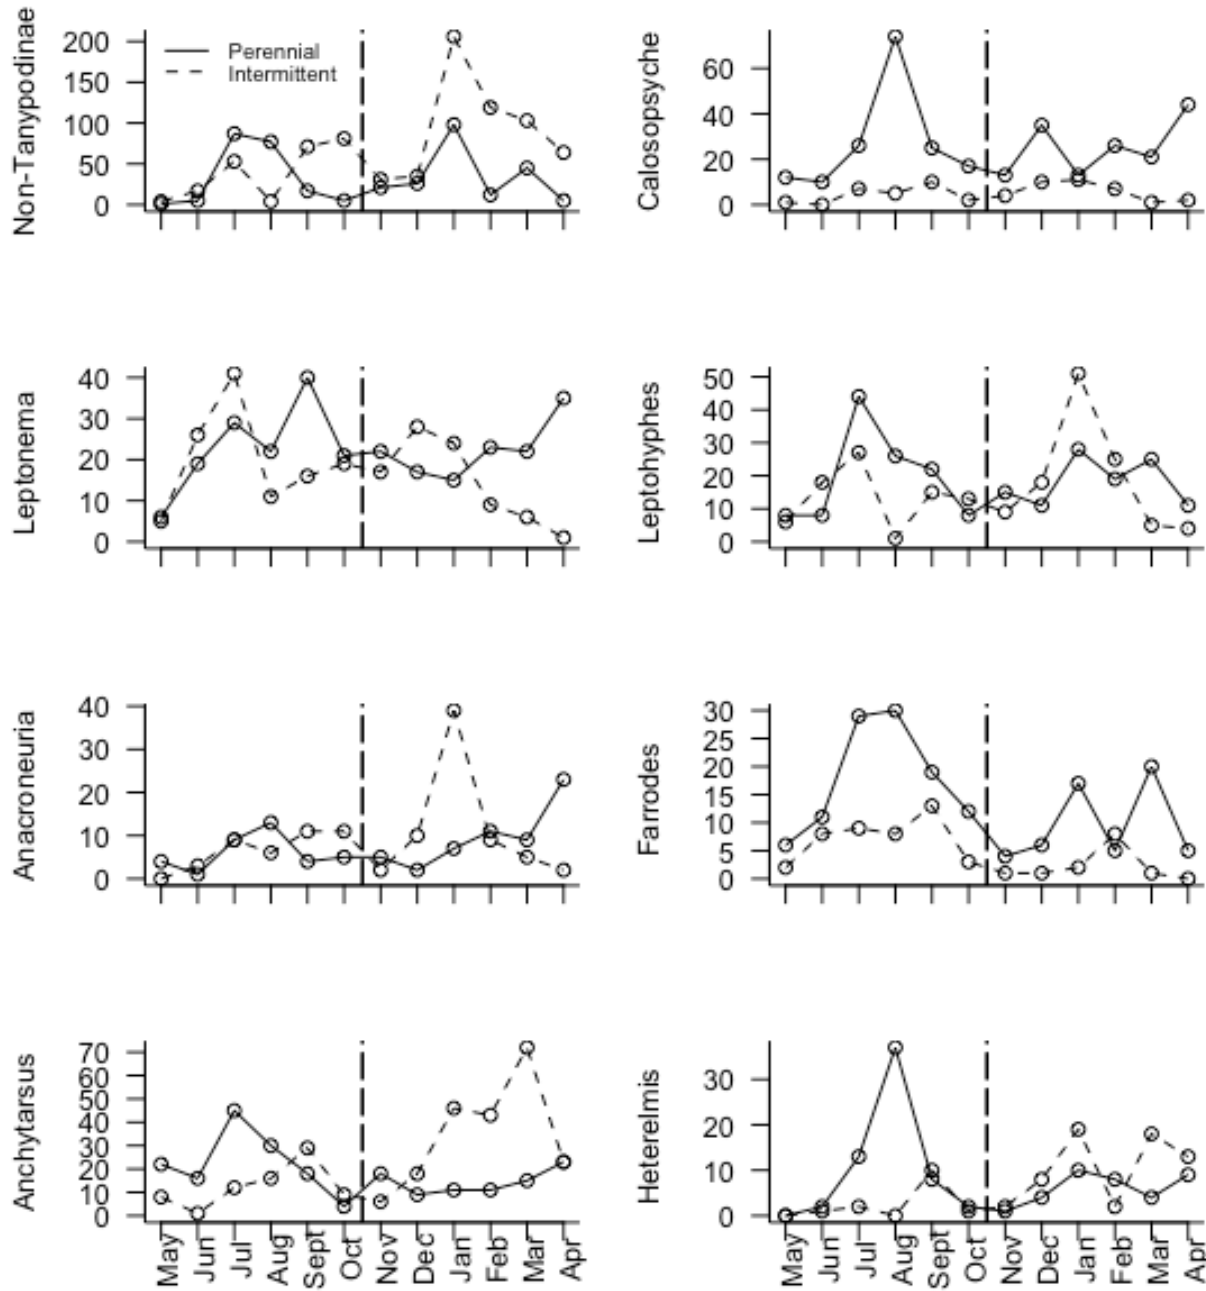 Non-Tanypodinae
200
150
100
50
0
Perennial
Intermittent
Calosopsyche
60
40
20
0
Leptonema
40
30
20
10
0
Leptohyphes
50
40
30
20
10
0
Anacroneuria
40
30
20
10
0
Farrodes
30
25
20
15
10
5
0
Anchytarsus
70
60
50
40
30
20
10
0
May
Jun
Jul
Aug
Sept
Oct
Nov
Dec
Jan
Feb
Mar
Apr
Heterelmis
30
20
10
0
May
Jun
Jul
Aug
Sept
Oct
Nov
Dec
Jan
Feb
Mar
Apr